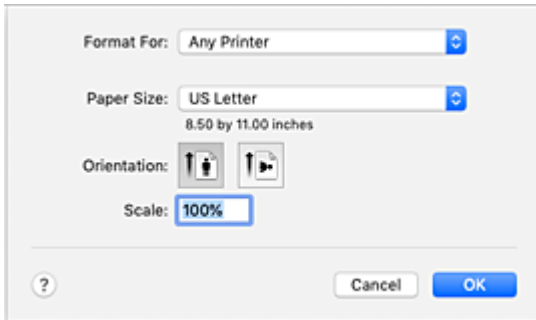 Format For: Any Printer
Paper Size: US Letter
8.50 by 11.00 inches
Orientation:
Scale: 100%
? Cancel OK